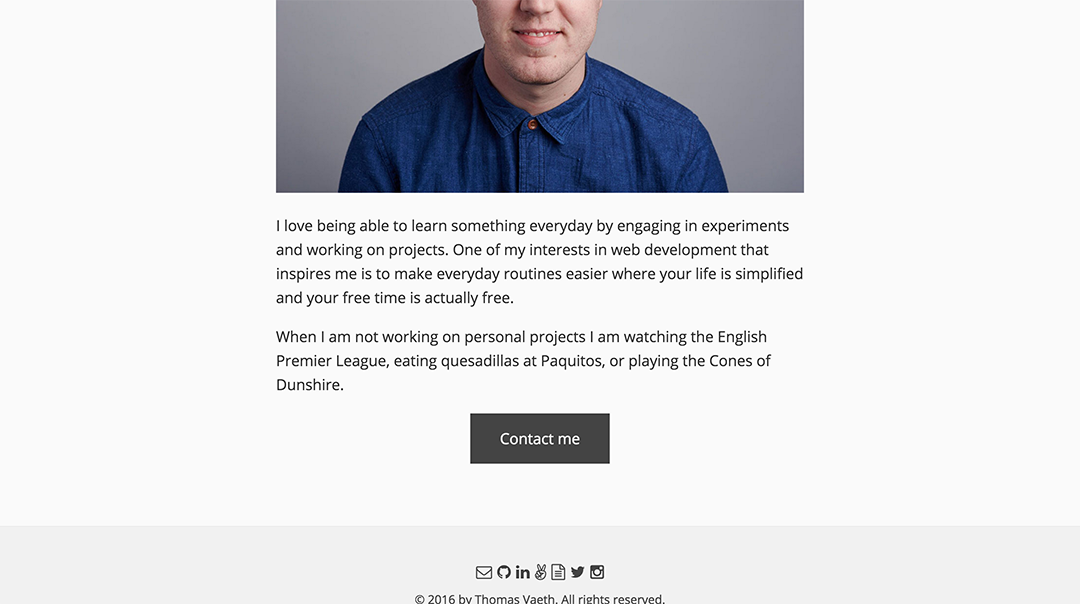 I love being able to learn something everyday by engaging in experiments
and working on projects. One of my interests in web development that
inspires me is to make everyday routines easier where your life is simplified
and your free time is actually free.
When I am not working on personal projects I am watching the English
Premier League, eating quesadillas at Paquitos, or playing the Cones of
Dunshire.
Contact me
© 2016 by Thomas Vaeth. All rights reserved.